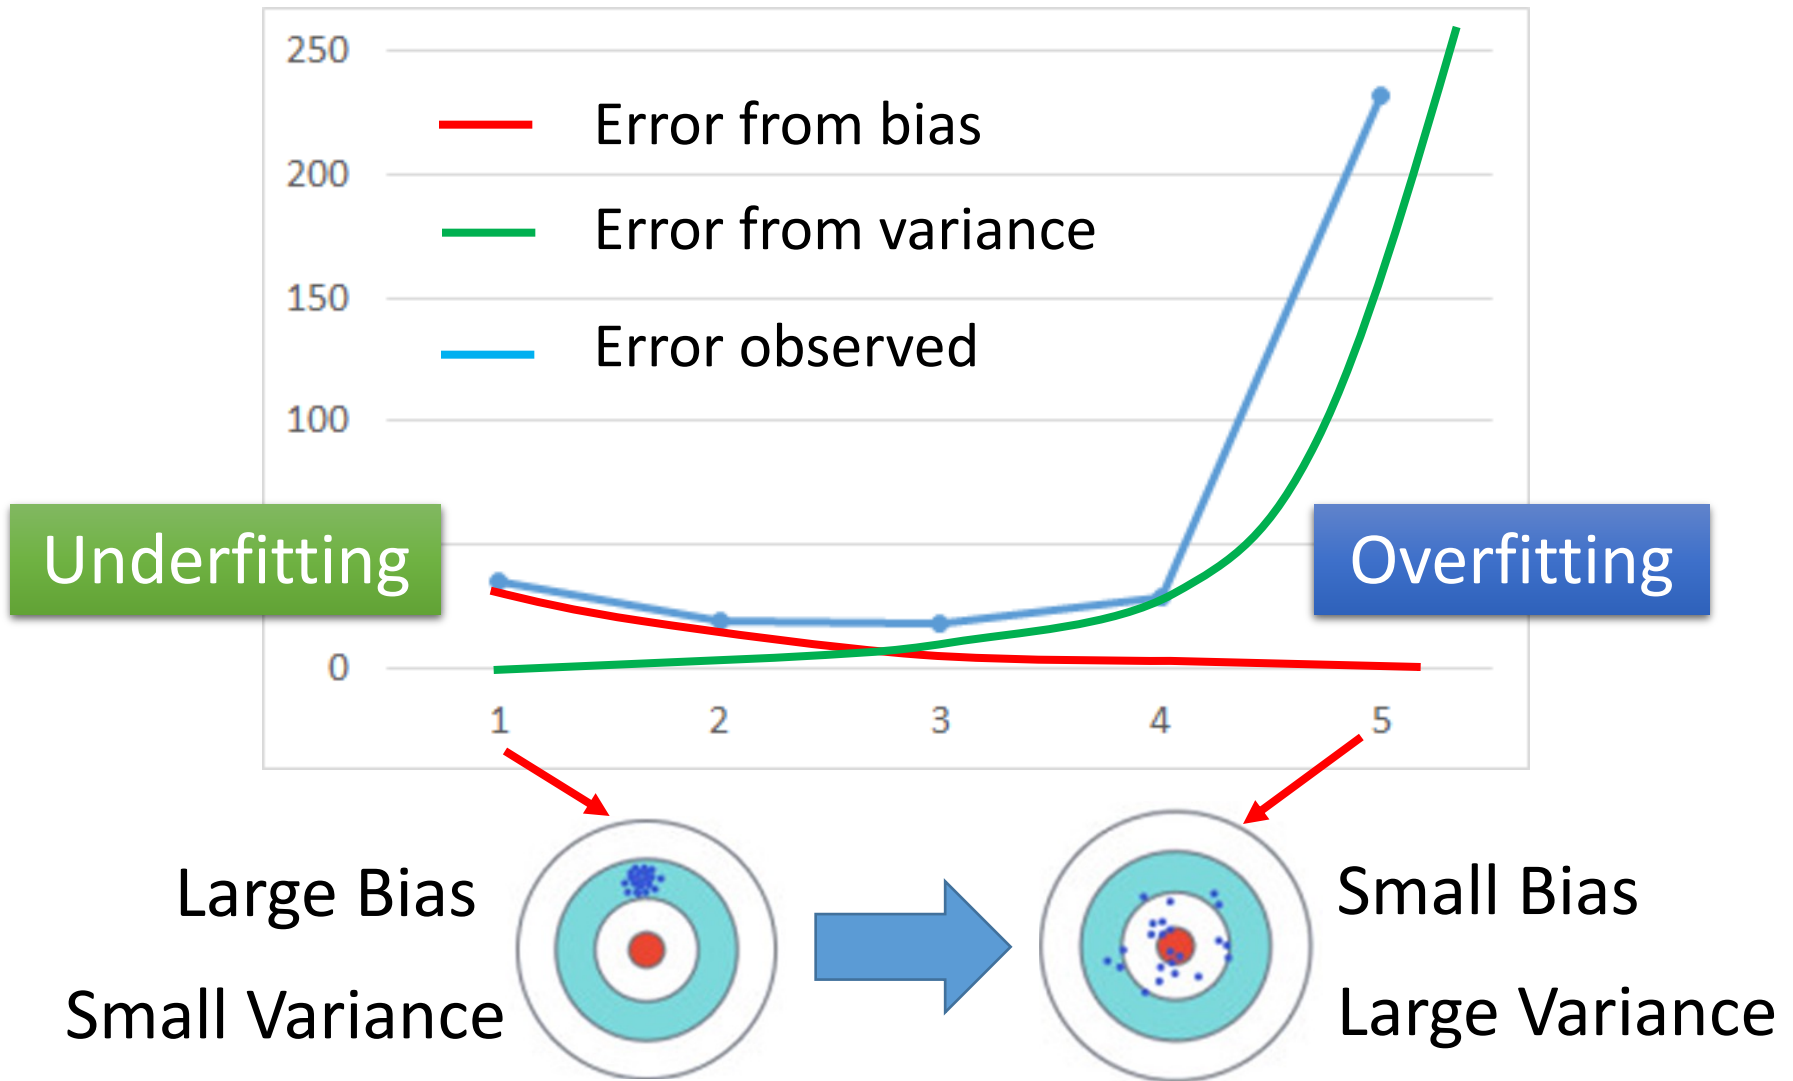 250
Error from bias
200
Error from variance
150
Error observed
100
Underfitting
Overfitting
0
1 2 3 4 5
Large Bias
Small Variance
Small Bias
Large Variance